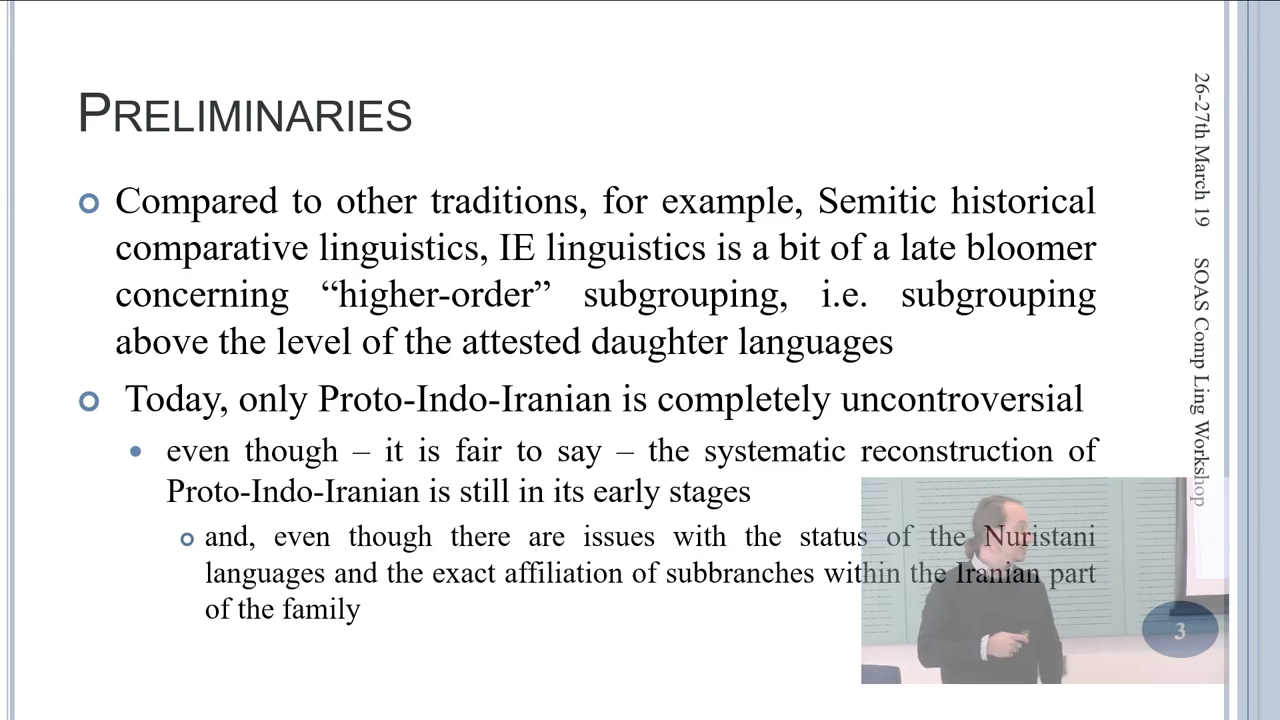 PRELIMINARIES
Compared to other traditions, for example, Semitic historical
comparative linguistics, IE linguistics is a bit of a late bloomer
concerning “higher-order” subgrouping, i.e. subgrouping
above the level of the attested daughter languages
Today, only Proto-Indo-Iranian is completely uncontroversial
even though – it is fair to say – the systematic reconstruction of
Proto-Indo-Iranian is still in its early stages
and, even though there are issues with the status of the Nuristani
languages and the exact affiliation of subbranches within the Iranian part
of the family
26-27th March 19 SOAS Comp Ling Workshop
3